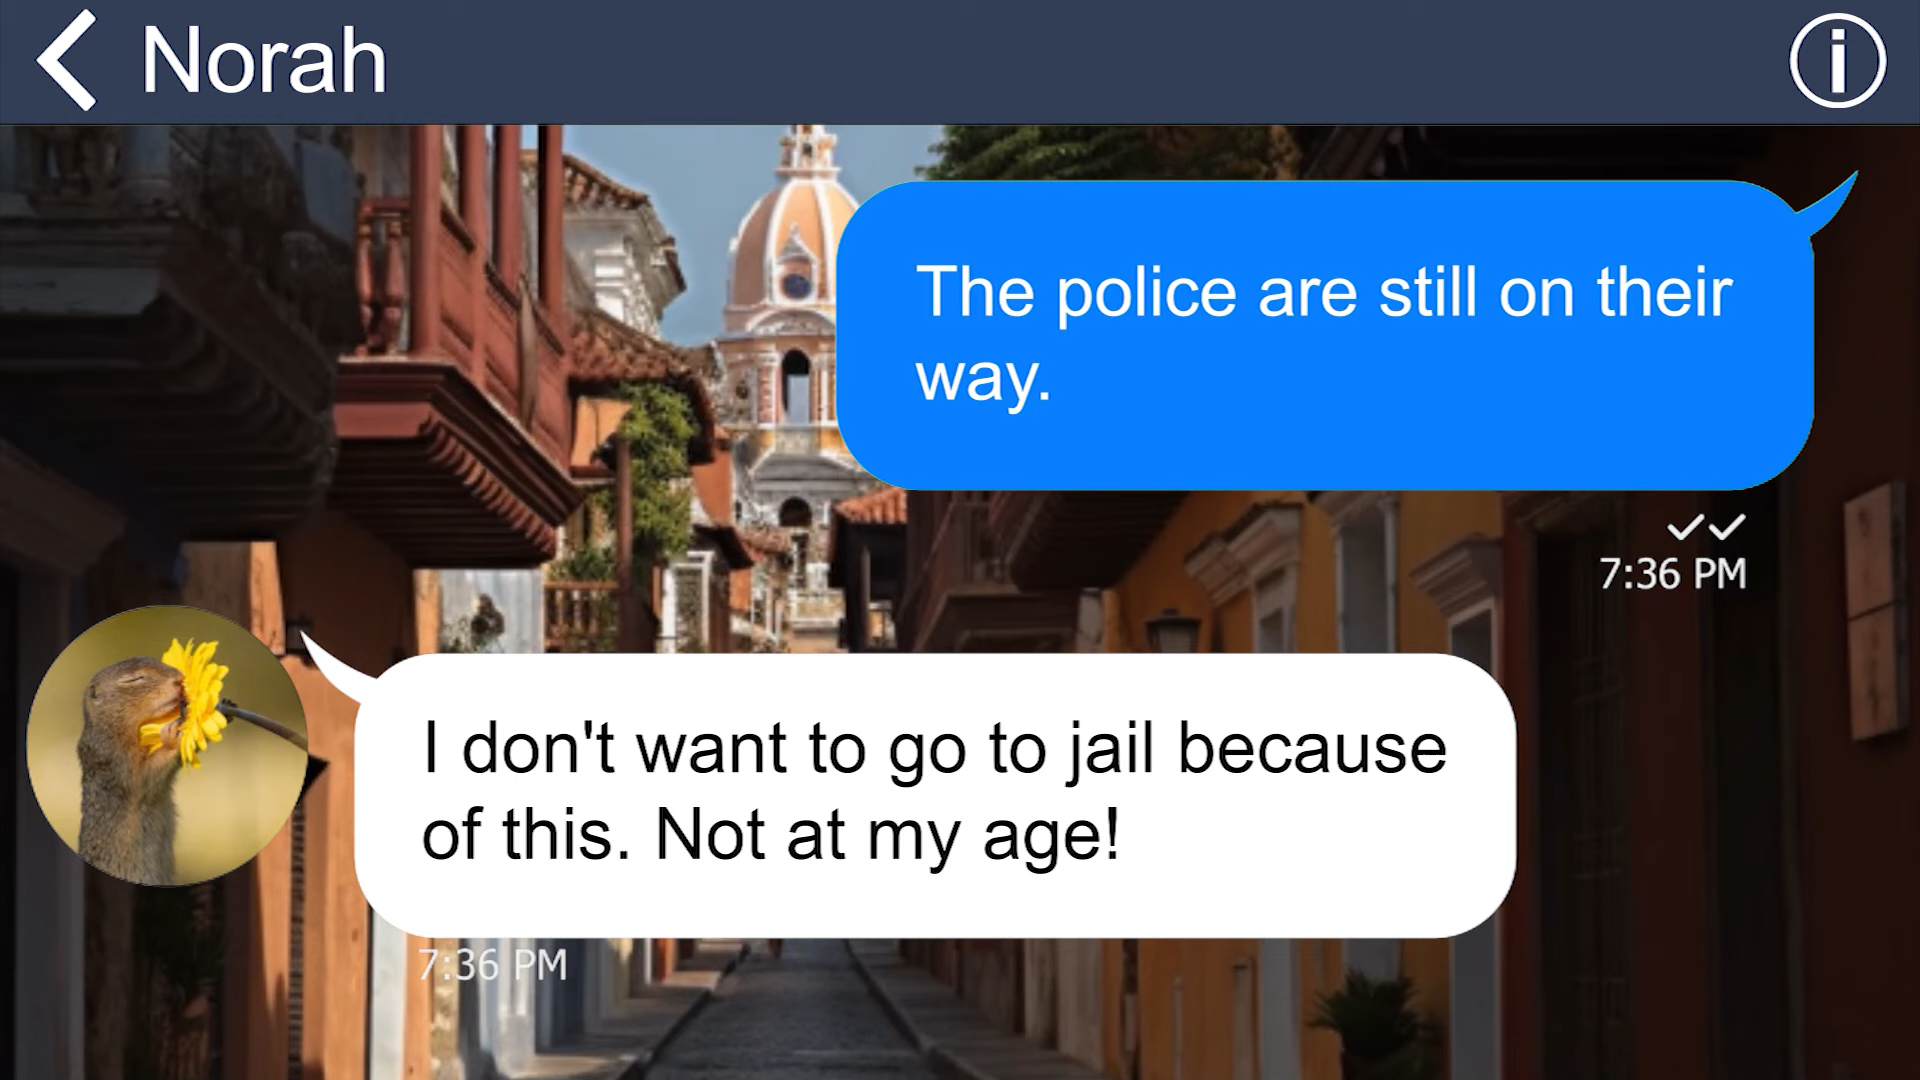 Norah
The police are still on their
way.
7:36 PM
I don't want to go to jail because
of this. Not at my age!
7:36 PM